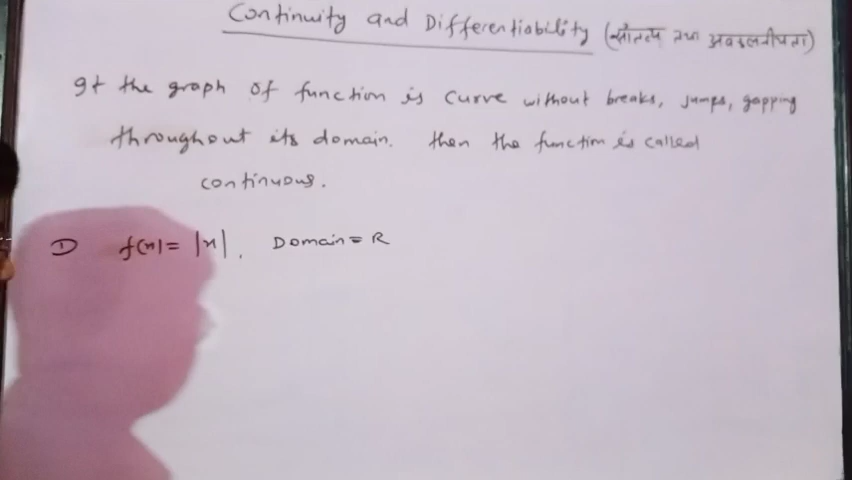 Continuity and Differentiability (सौतत्य तथा अवकलनीयता)
If the graph of function is curve without breaks, jumps, gapping
throughout its domain. then the function is called
continuous.
① f(x)= |x|. Domain = R